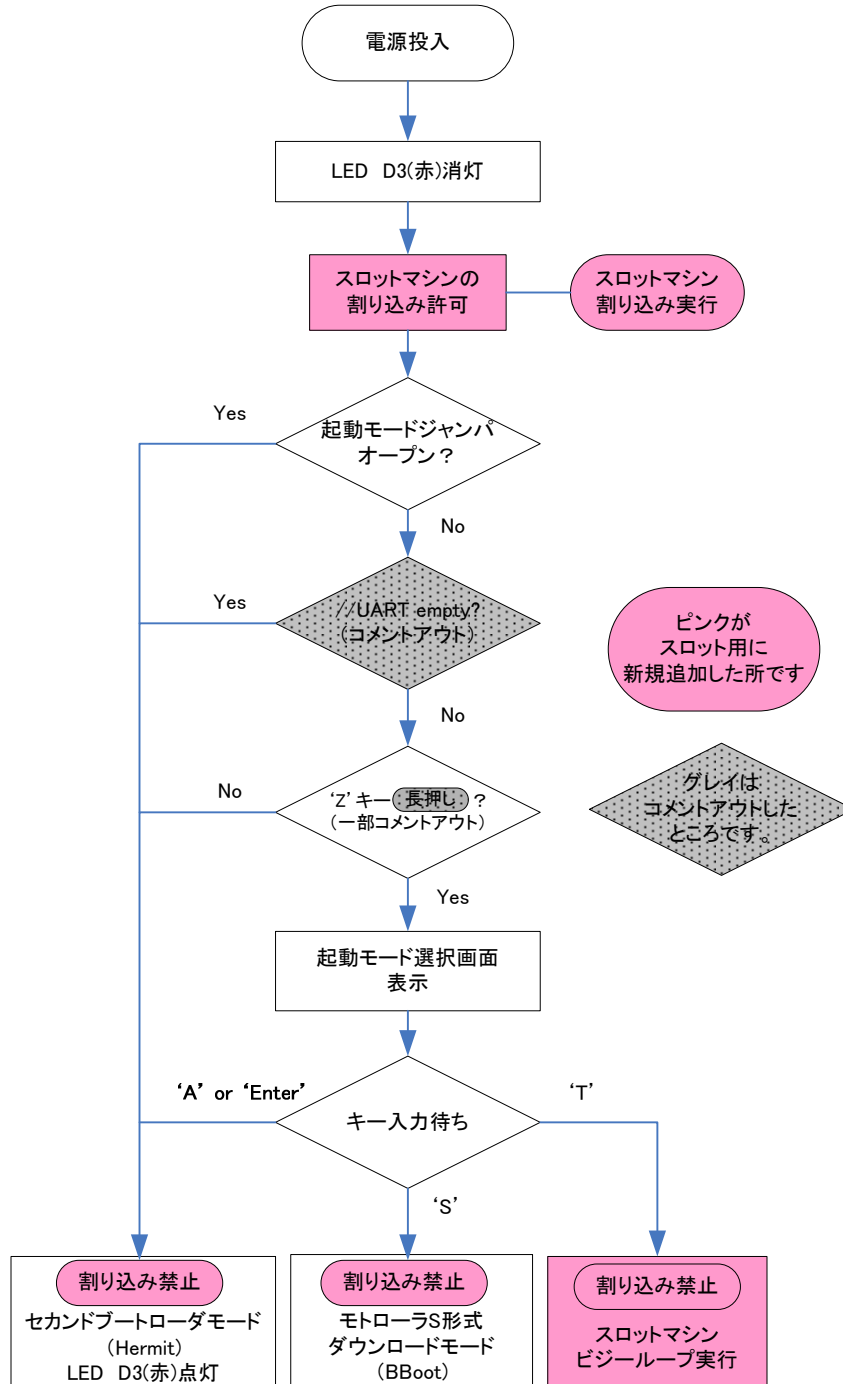 電源投入
LED D3(赤)消灯
スロットマシンの
割り込み許可
スロットマシン
割り込み実行
Yes
起動モードジャンパ
オープン？
No
Yes
//UART empty?
(コメントアウト)
ピンクが
スロット用に
新規追加した所です
No
No
‘Z’キー 長押し ？
(一部コメントアウト)
グレイは
コメントアウトした
ところです。
Yes
起動モード選択画面
表示
‘A’ or ‘Enter’
キー入力待ち
‘T’
‘S’
割り込み禁止
セカンドブートローダモード
(Hermit)
LED D3(赤)点灯
割り込み禁止
モトローラS形式
ダウンロードモード
(BBoot)
割り込み禁止
スロットマシン
ビジーループ実行